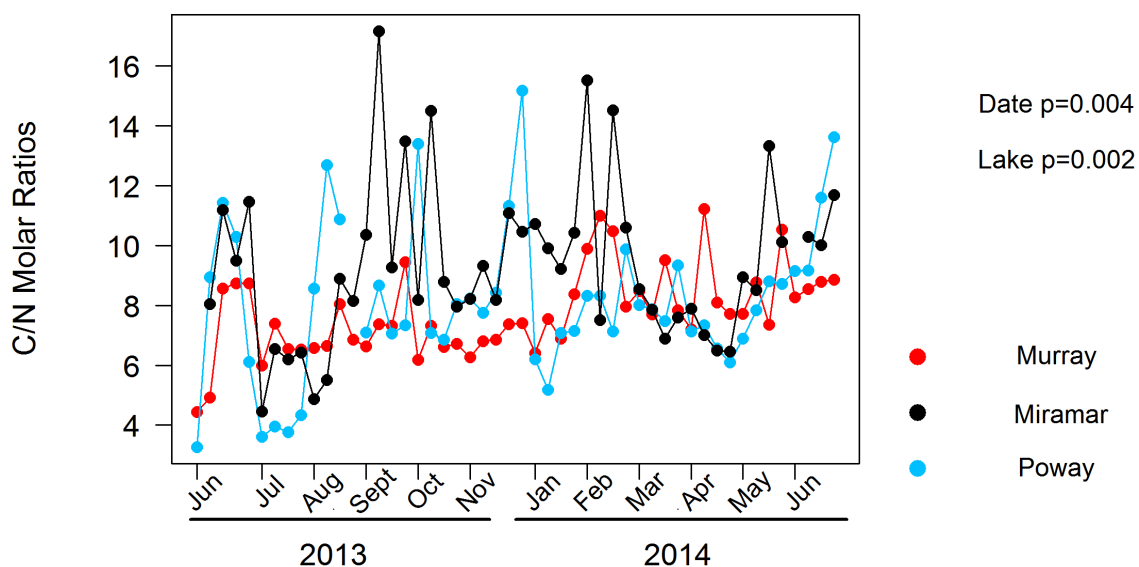 C/N Molar Ratios
16
14
12
10
8
6
4
Jun Jul Aug Sept Oct Nov Jan Feb Mar Apr May Jun
2013 2014
Date p=0.004
Lake p=0.002
Murray
Miramar
Poway